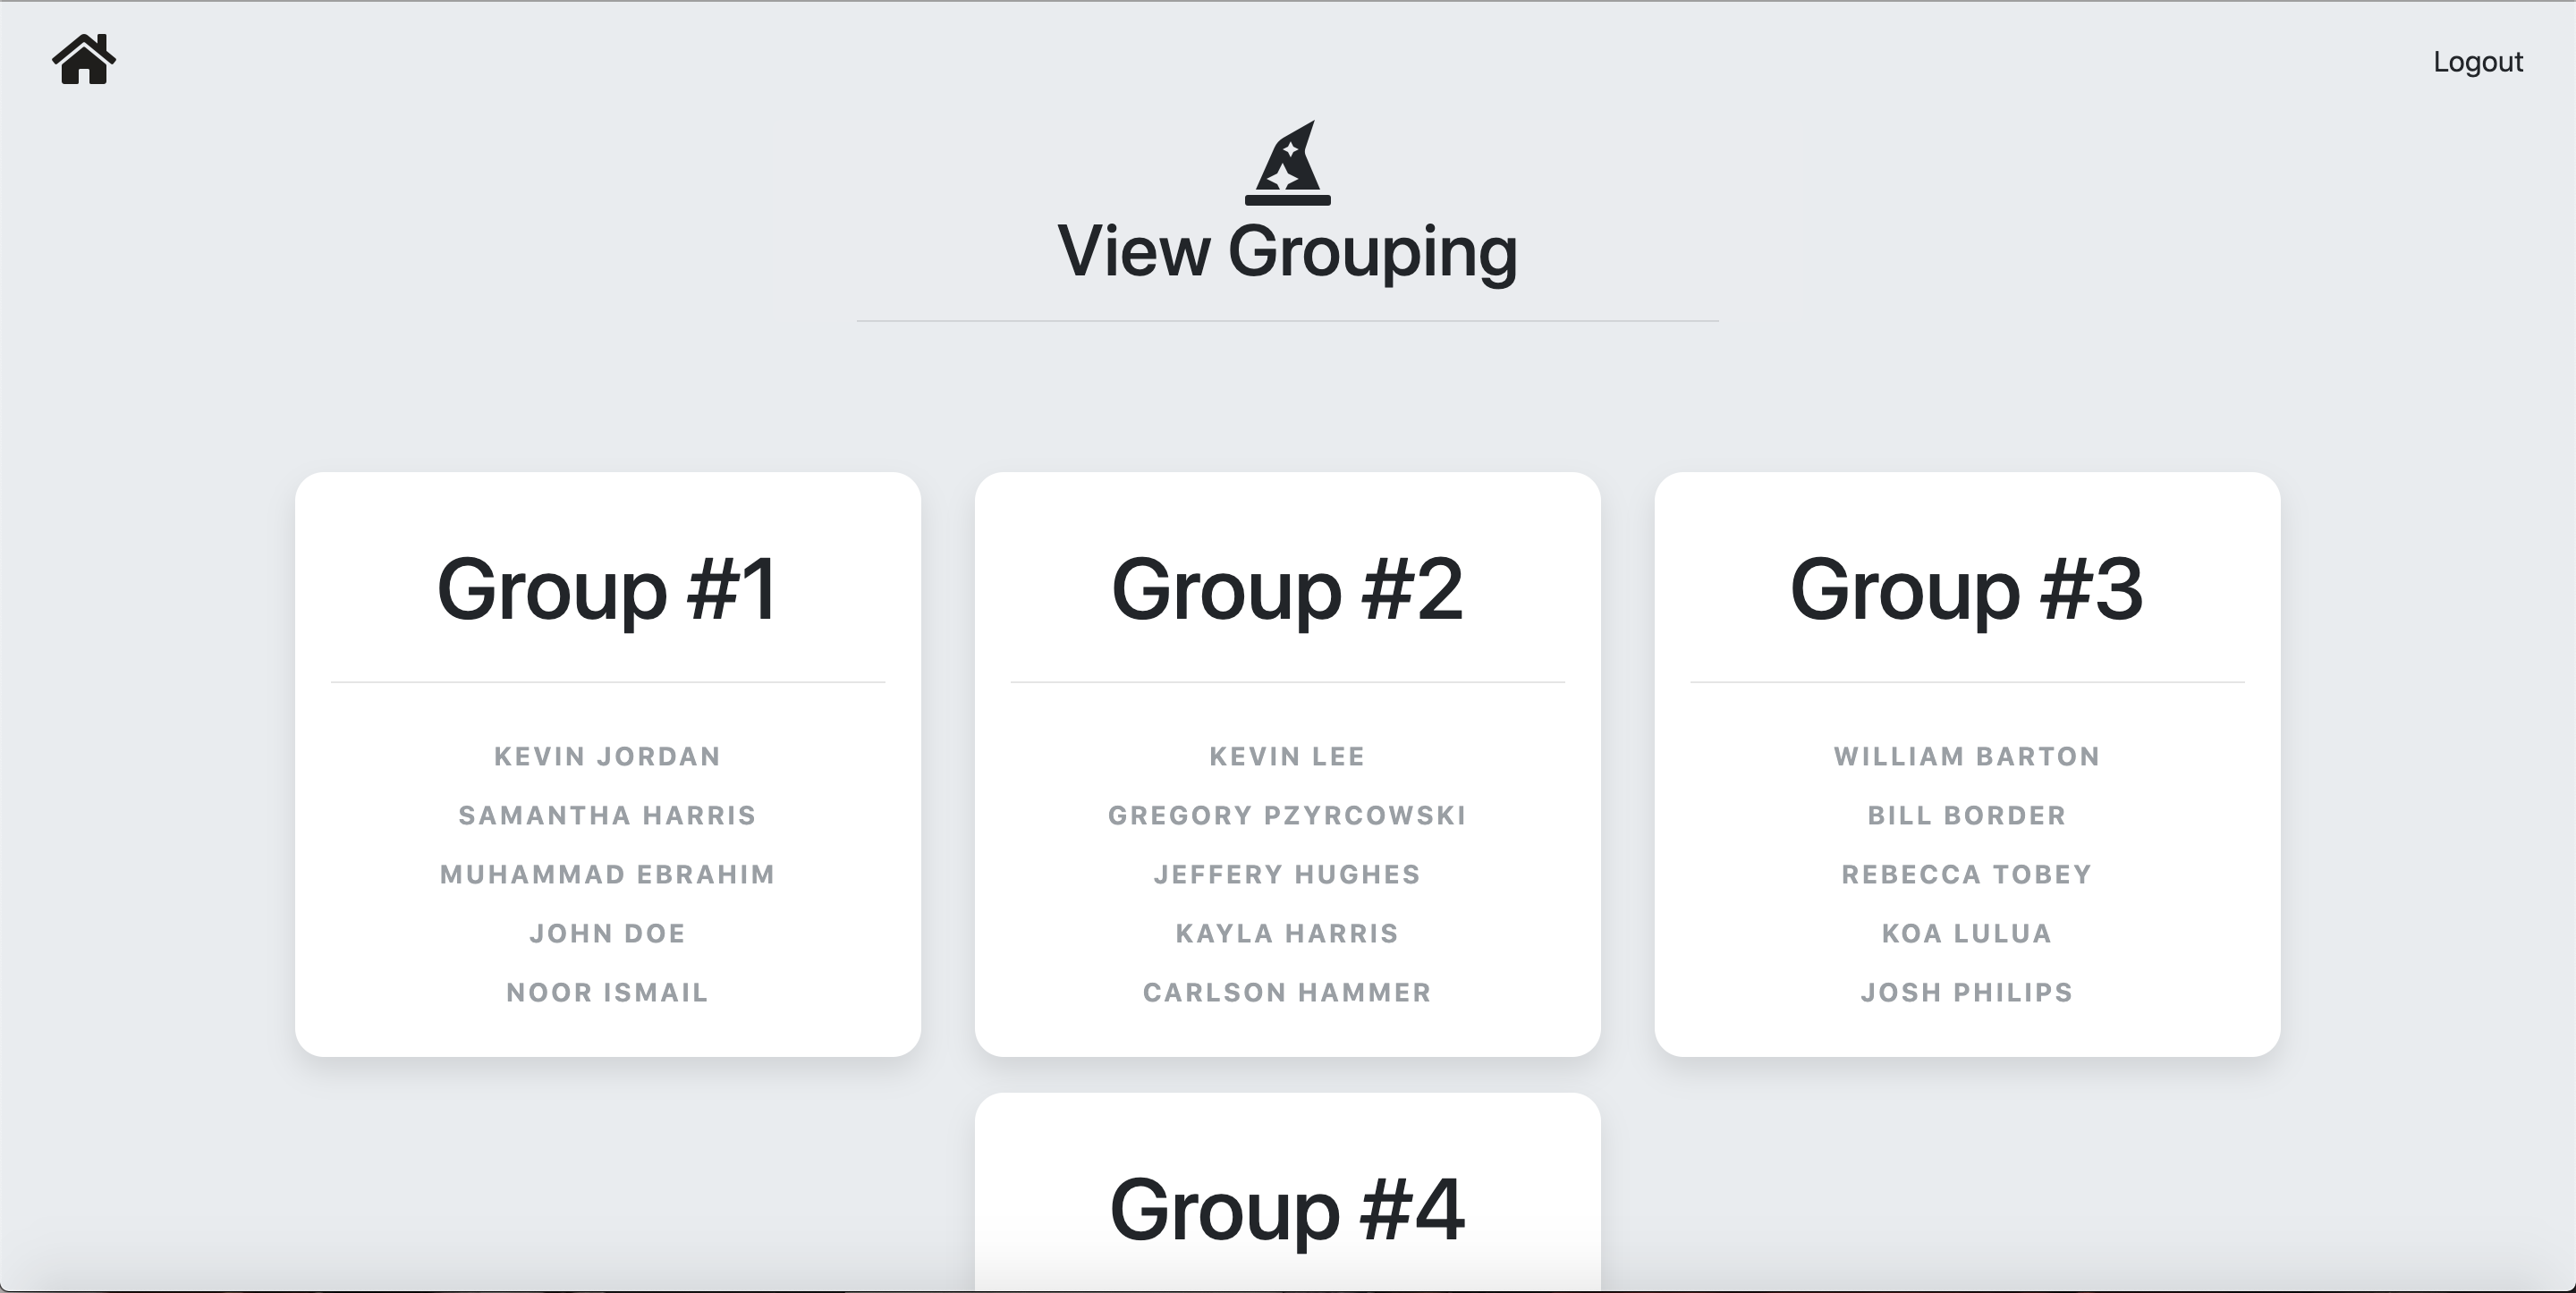 Logout
View Grouping
Group #1
KEVIN JORDAN
SAMANTHA HARRIS
MUHAMMAD EBRAHIM
JOHN DOE
NOOR ISMAIL
Group #2
KEVIN LEE
GREGORY PZYRCOWSKI
JEFFERY HUGHES
KAYLA HARRIS
CARLSON HAMMER
Group #3
WILLIAM BARTON
BILL BORDER
REBECCA TOBEY
KOA LULUA
JOSH PHILIPS
Group #4